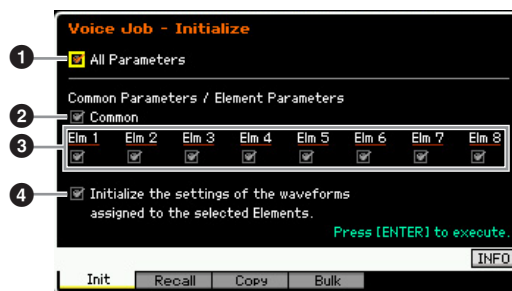 Voice Job - Initialize
1 All Parameters
Common Parameters / Element Parameters
2 Common
3 Elm 1 Elm 2 Elm 3 Elm 4 Elm 5 Elm 6 Elm 7 Elm 8
4 Initialize the settings of the waveforms
assigned to the selected Elements.
Press [ENTER] to execute.
INFO
Init Recall Copy Bulk